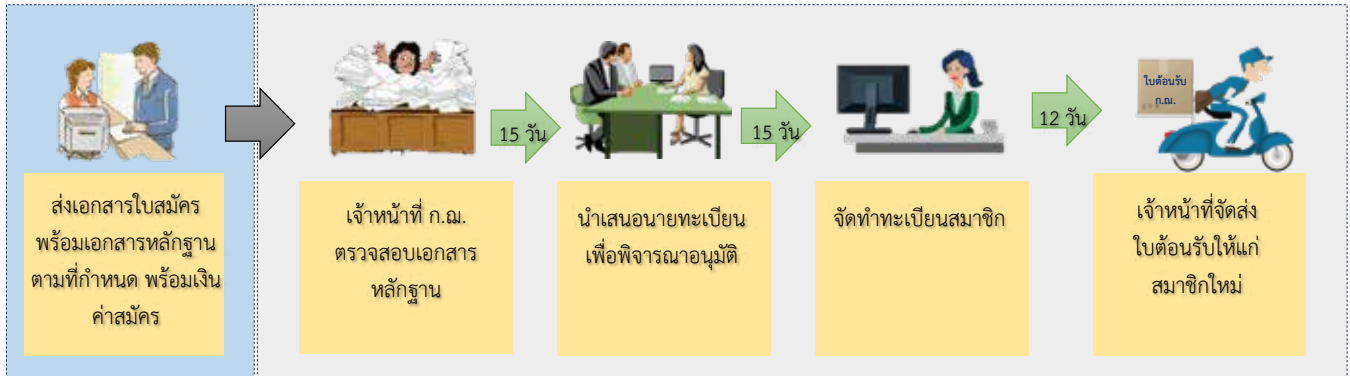 ใบต้อนรับ
ก.ฌ.
15 วัน
15 วัน
12 วัน
ส่งเอกสารใบสมัคร
พร้อมเอกสารหลักฐาน
ตามที่กำหนด พร้อมเงิน
ค่าสมัคร
เจ้าหน้าที่ ก.ฌ.
ตรวจสอบเอกสาร
หลักฐาน
นำเสนอนายทะเบียน
เพื่อพิจารณาอนุมัติ
จัดทำทะเบียนสมาชิก
เจ้าหน้าที่จัดส่ง
ใบต้อนรับให้แก่
สมาชิกใหม่